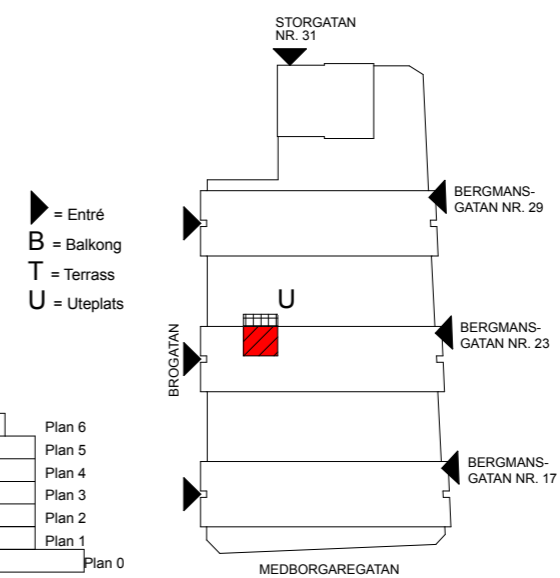 STORGATAN
NR. 31
BERGMANS-
GATAN NR. 29
= Entré
B = Balkong
T = Terrass
U = Uteplats
U
BROGATAN
BERGMANS-
GATAN NR. 23
Plan 6
Plan 5
Plan 4
Plan 3
Plan 2
Plan 1
Plan 0
BERGMANS-
GATAN NR. 17
MEDBORGAREGATAN